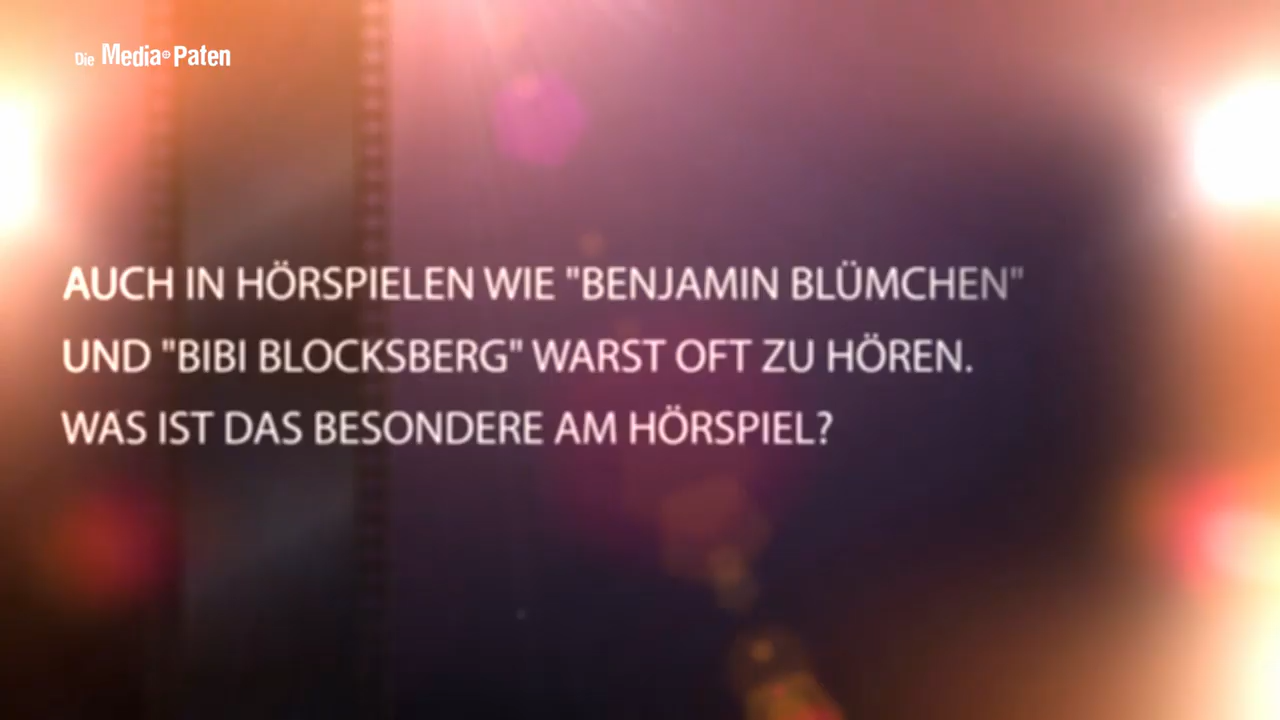 Die Media Paten
AUCH IN HÖRSPIELEN WIE "BENJAMIN BLÜMCHEN"
UND "BIBI BLOCKSBERG" WARST OFT ZU HÖREN.
WAS IST DAS BESONDERE AM HÖRSPIEL?